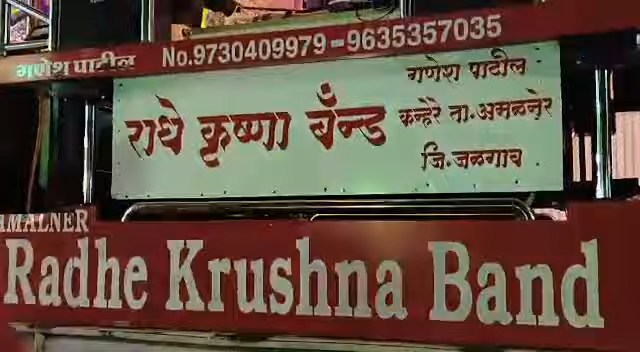 गणेश पाटील No.9730409979-9635357035
राधे कृष्णा बॅन्ड
गणेश पाटील
कन्हेरे ता.अमळनेर
जि.जळगाव.
AMALNER
Radhe Krushna Band